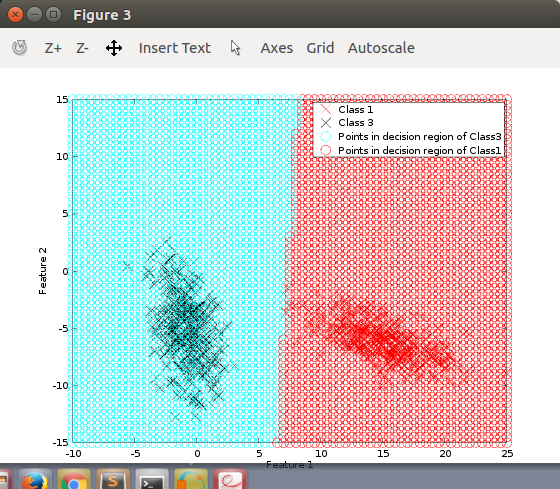 Figure 3
Z+ Z- Insert Text Axes Grid Autoscale
Class 1
Class 3
Points in decision region of Class3
Points in decision region of Class1
15
10
5
0
-5
-10
-15
Feature 2
-10 -5 0 5 10 15 20 25
Feature 1